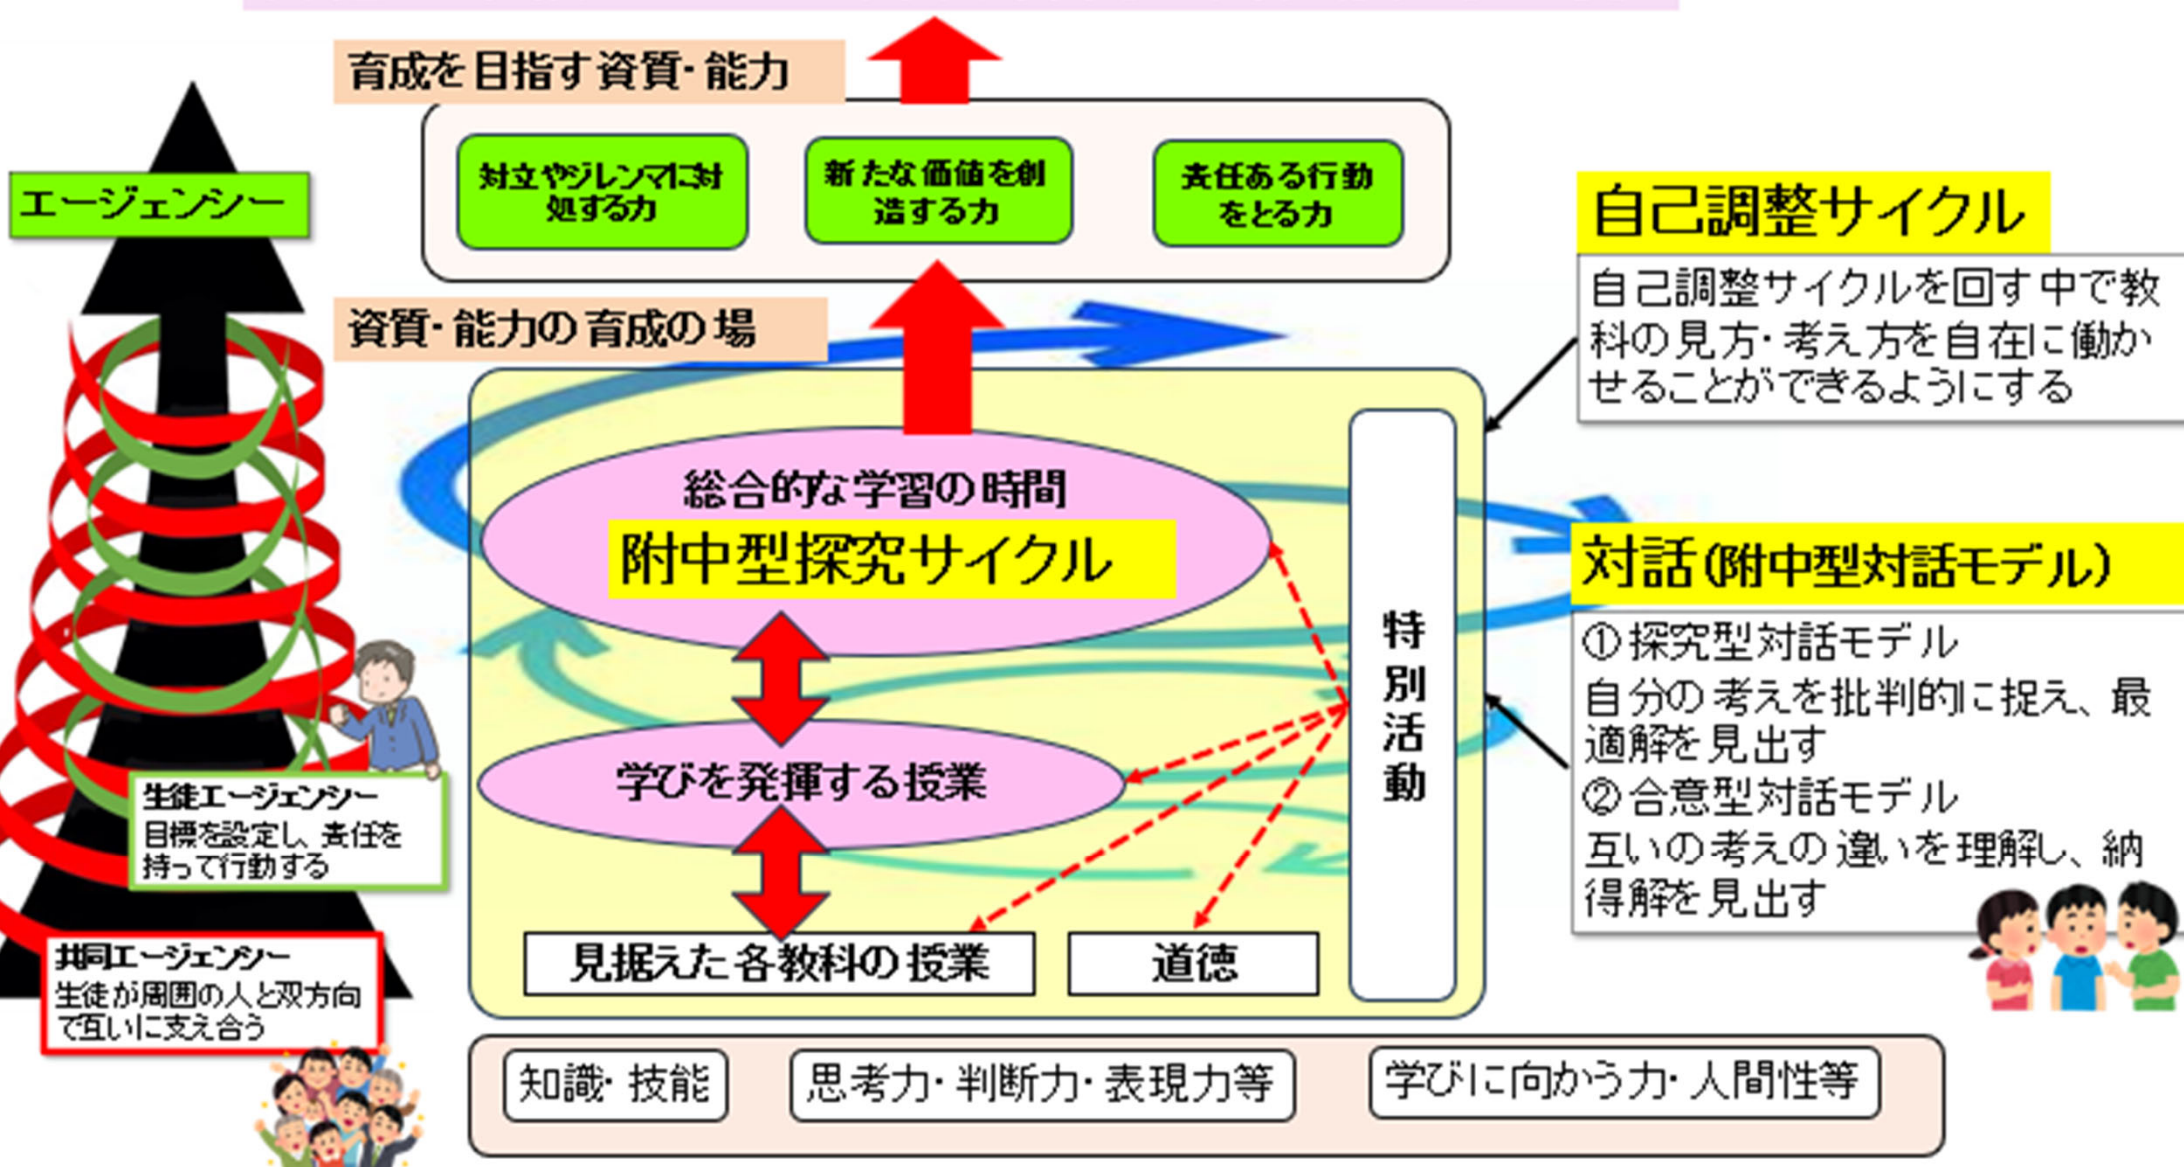 育成を目指す資質・能力
対立やジレンマに対
処する力
新たな価値を創
造する力
責任ある行動
をとる力
エージェンシー
資質・能力の育成の場
自己調整サイクル
自己調整サイクルを回す中で教
科の見方・考え方を自在に働か
せることができるようにする
総合的な学習の時間
附中型探究サイクル
特別活動
対話(附中型対話モデル)
①探究型対話モデル
自分の考えを批判的に捉え、最
適解を見出す
②合意型対話モデル
互いの考えの違いを理解し、納
得解を見出す
学びを発揮する授業
生徒エージェンシー
目標を設定し、責任を
持って行動する
見据えた各教科の授業
道徳
共同エージェンシー
生徒が周囲の人と双方向
で互いに支え合う
知識・技能
思考力・判断力・表現力等
学びに向かう力・人間性等